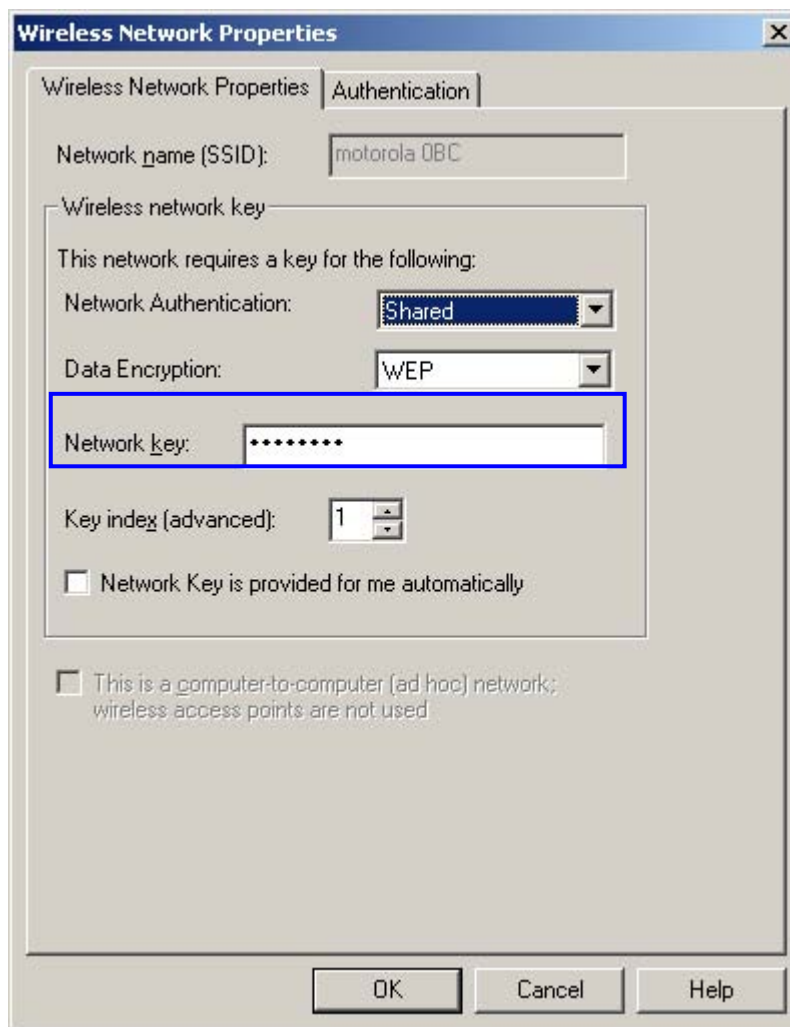 Wireless Network Properties
Wireless Network Properties Authentication
Network name (SSID): motorola 0BC
Wireless network key
This network requires a key for the following:
Network Authentication: Shared
Data Encryption: WEP
Network key: ••••••••
Key index (advanced): 1
Network Key is provided for me automatically
This is a computer-to-computer (ad hoc) network;
wireless access points are not used
OK Cancel Help